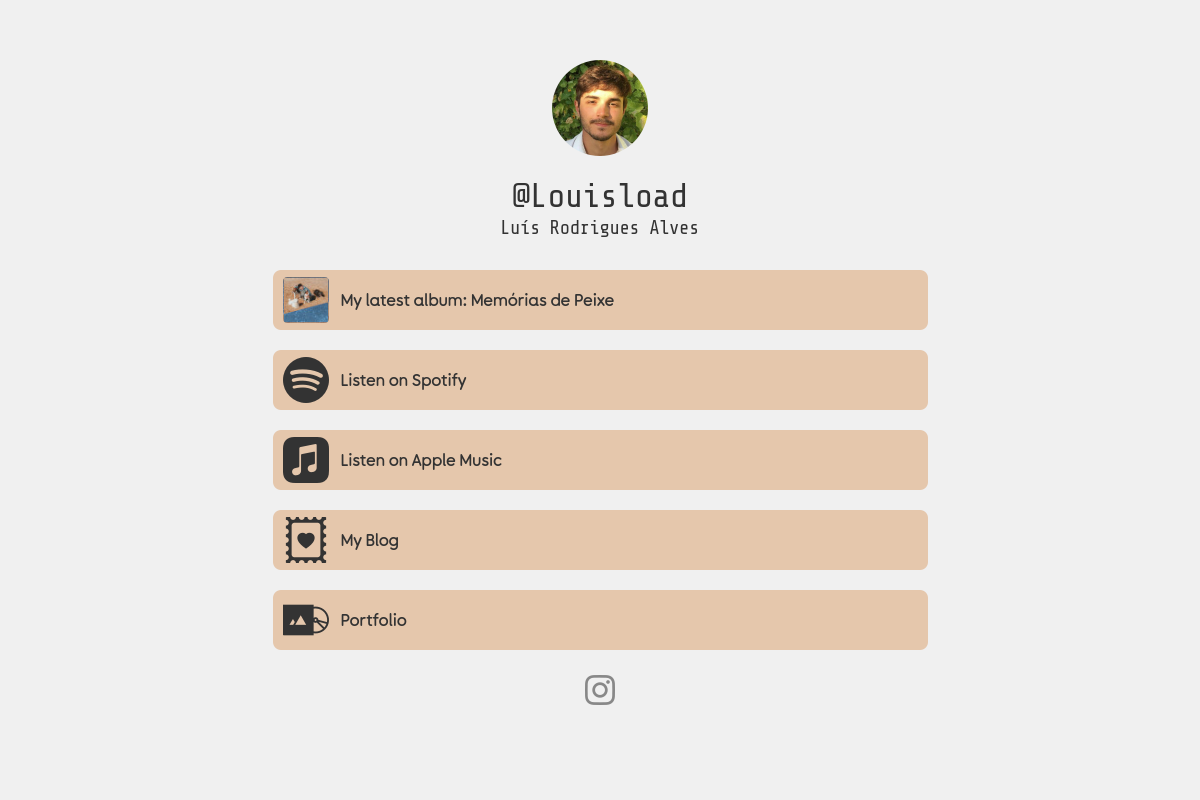 @Louisload
Luís Rodrigues Alves
My latest album: Memórias de Peixe
Listen on Spotify
Listen on Apple Music
My Blog
Portfolio